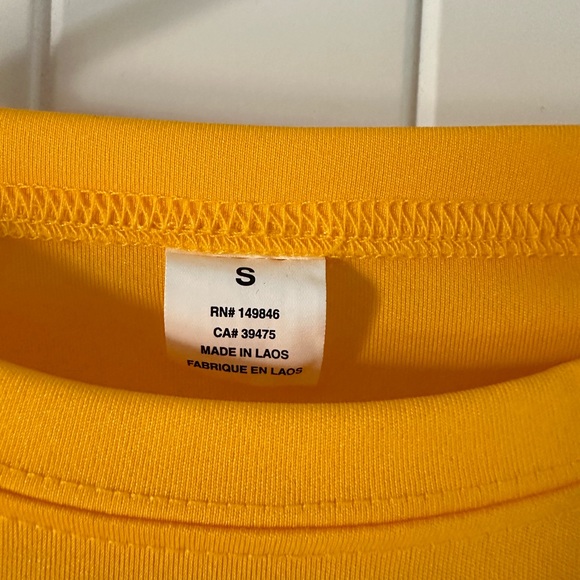 S
RN# 149846
CA# 39475
MADE IN LAOS
FABRIQUE EN LAOS